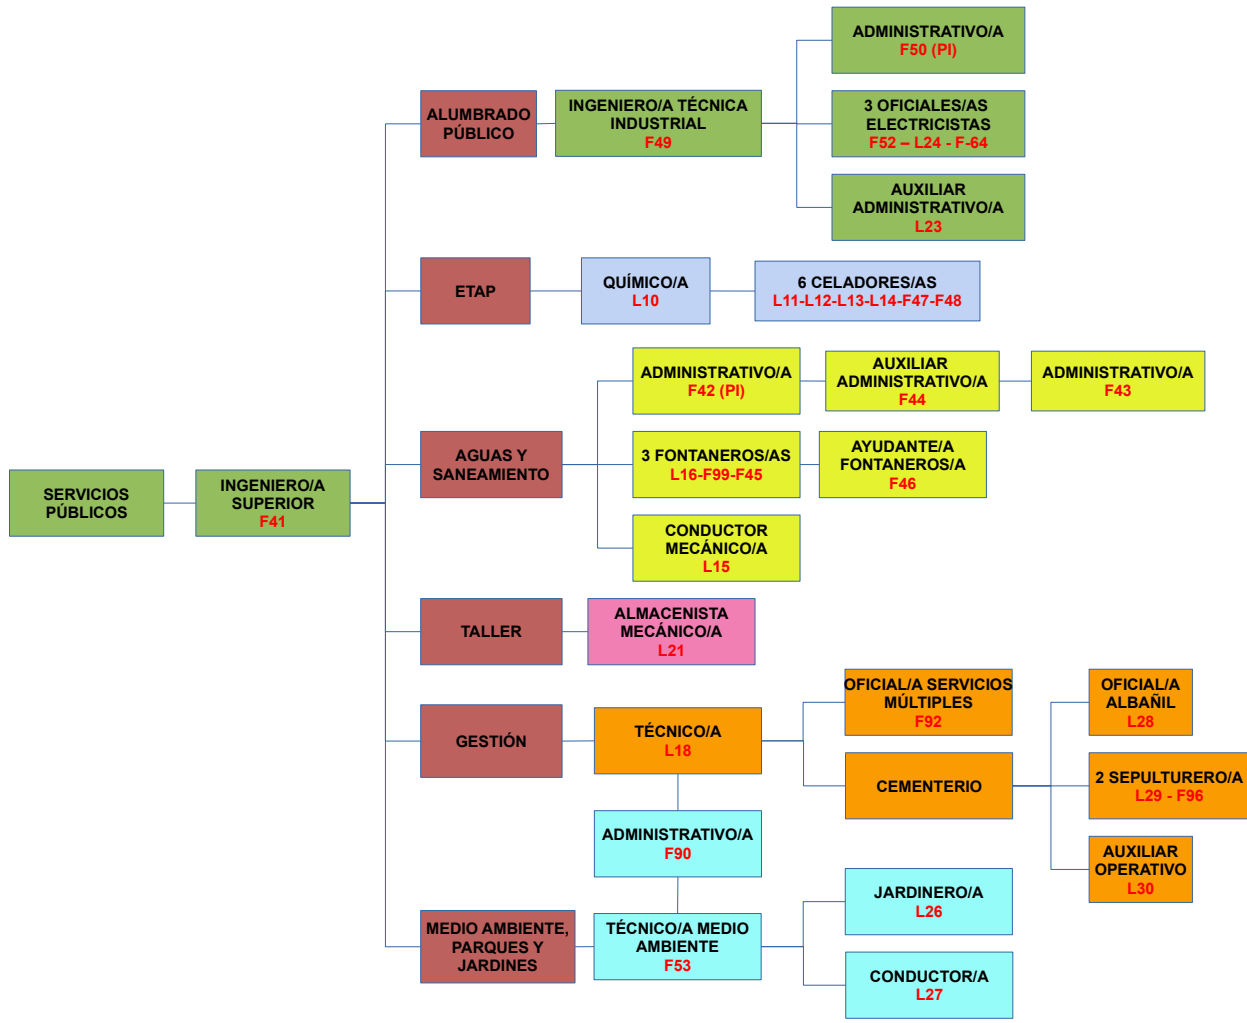 SERVICIOS
PÚBLICOS
INGENIERO/A
SUPERIOR
F41
ALUMBRADO
PÚBLICO
INGENIERO/A TÉCNICA
INDUSTRIAL
F49
ADMINISTRATIVO/A
F50 (PI)
3 OFICIALES/AS
ELECTRICISTAS
F52 – L24 - F-64
AUXILIAR
ADMINISTRATIVO/A
L23
ETAP
QUÍMICO/A
L10
6 CELADORES/AS
L11-L12-L13-L14-F47-F48
AGUAS Y
SANEAMIENTO
ADMINISTRATIVO/A
F42 (PI)
AUXILIAR
ADMINISTRATIVO/A
F44
ADMINISTRATIVO/A
F43
3 FONTANEROS/AS
L16-F99-F45
AYUDANTE/A
FONTANEROS/A
F46
CONDUCTOR
MECÁNICO/A
L15
TALLER
ALMACENISTA
MECÁNICO/A
L21
GESTIÓN
TÉCNICO/A
L18
OFICIAL/A SERVICIOS
MÚLTIPLES
F92
CEMENTERIO
OFICIAL/A
ALBAÑIL
L28
2 SEPULTURERO/A
L29 - F96
AUXILIAR
OPERATIVO
L30
ADMINISTRATIVO/A
F90
MEDIO AMBIENTE,
PARQUES Y
JARDINES
TÉCNICO/A MEDIO
AMBIENTE
F53
JARDINERO/A
L26
CONDUCTOR/A
L27